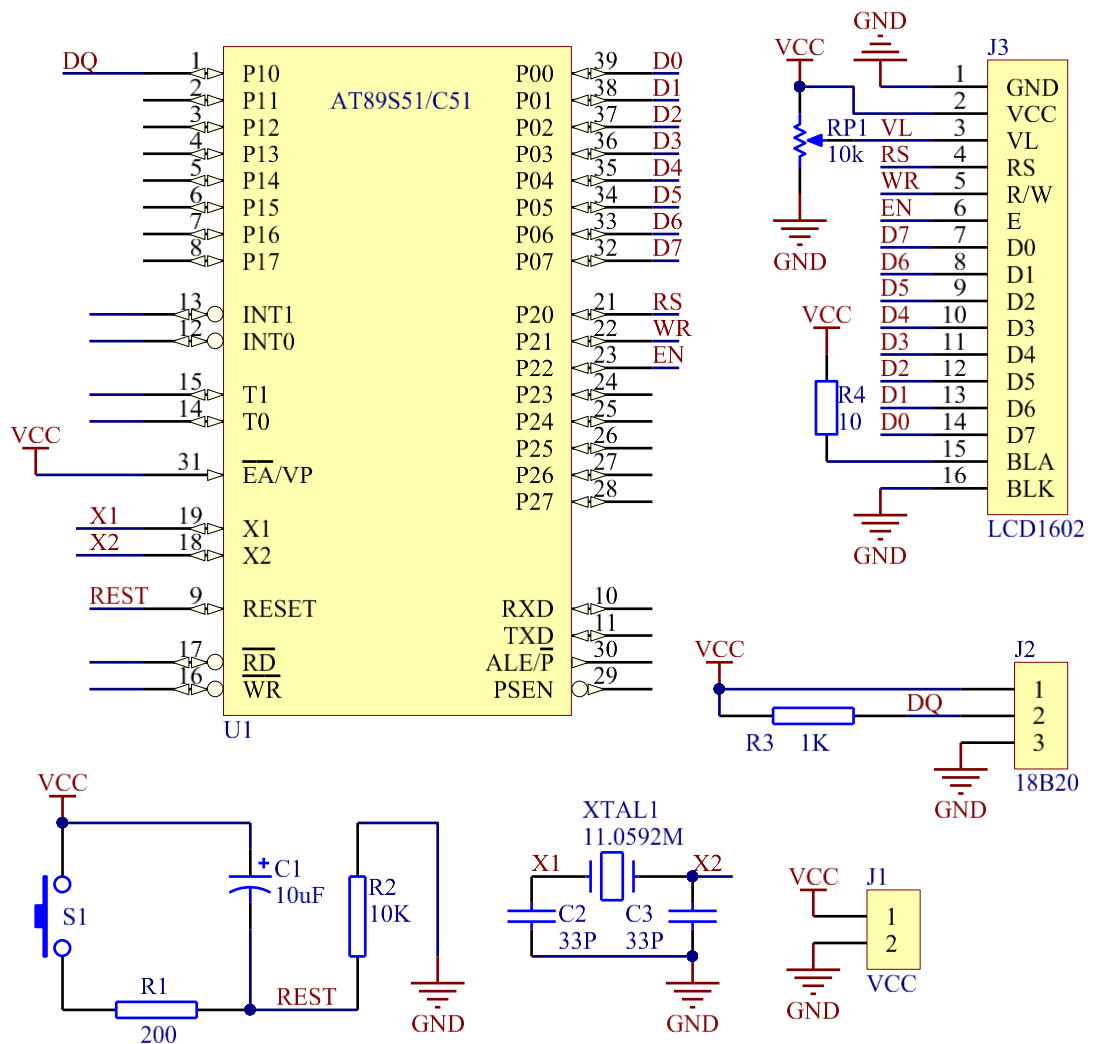 DQ
1
P10
2
P11
3
P12
4
P13
5
P14
6
P15
7
P16
8
P17
13
INT1
12
INT0
15
T1
14
T0
VCC
31
EA/VP
X1
19
X1
X2
18
X2
REST
9
RESET
17
RD
16
WR
U1
AT89S51/C51
P00
39
D0
P01
38
D1
P02
37
D2
P03
36
D3
P04
35
D4
P05
34
D5
P06
33
D6
P07
32
D7
P20
21
RS
P21
22
WR
P22
23
EN
P23
24
P24
25
P25
26
P26
27
P27
28
RXD
10
TXD
11
ALE/P
30
PSEN
29
GND
VCC
J3
1
GND
2
VCC
RP1
10k
VL
3
VL
RS
4
RS
WR
5
R/W
EN
6
E
GND
D7
7
D0
D6
8
D1
D5
9
D2
VCC
D4
10
D3
D3
11
D4
D2
12
D5
R4
10
D1
13
D6
D0
14
D7
15
BLA
16
BLK
LCD1602
GND
VCC
J2
1
DQ
2
R3
1K
3
18B20
GND
VCC
S1
C1
10uF
R2
10K
R1
200
REST
GND
XTAL1
11.0592M
X1
X2
C2
33P
C3
33P
GND
VCC
J1
1
2
VCC
GND